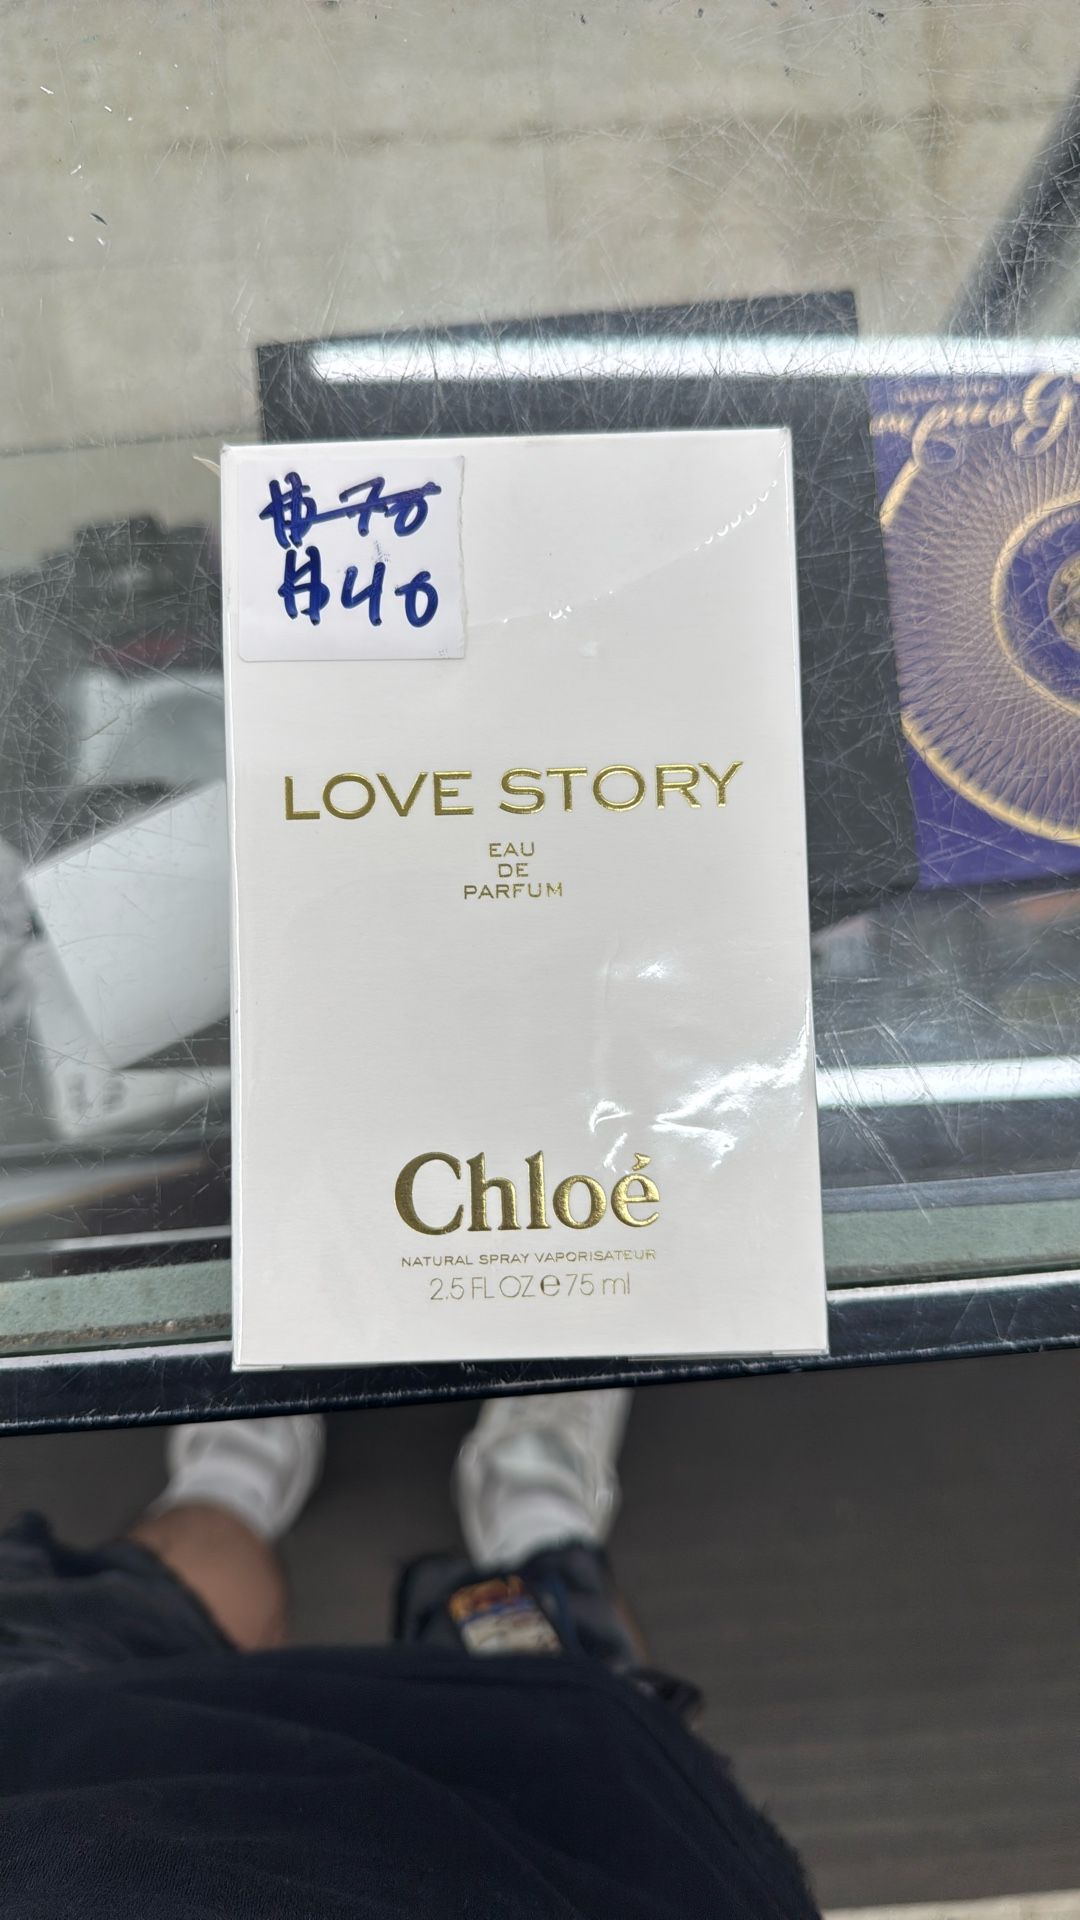 $70
$40
LOVE STORY
EAU
DE
PARFUM
Chloé
NATURAL SPRAY VAPORISATEUR
2.5 FL OZ ℮ 75 ml